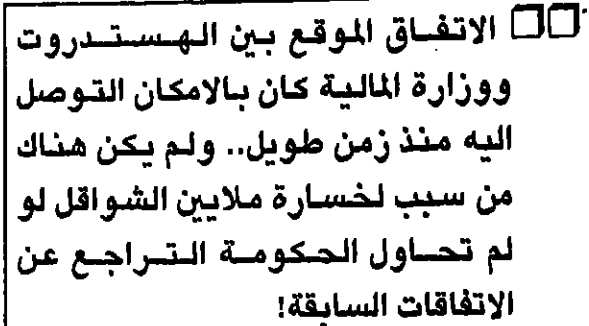 □□ الاتفاق الموقع بين الهستدروت
ووزارة المالية كان بالامكان التوصل
اليه منذ زمن طويل.. ولم يكن هناك
من سبب لخسارة ملايين الشواقل لو
لم تحاول الحكومة التراجع عن
الاتفاقات السابقة!